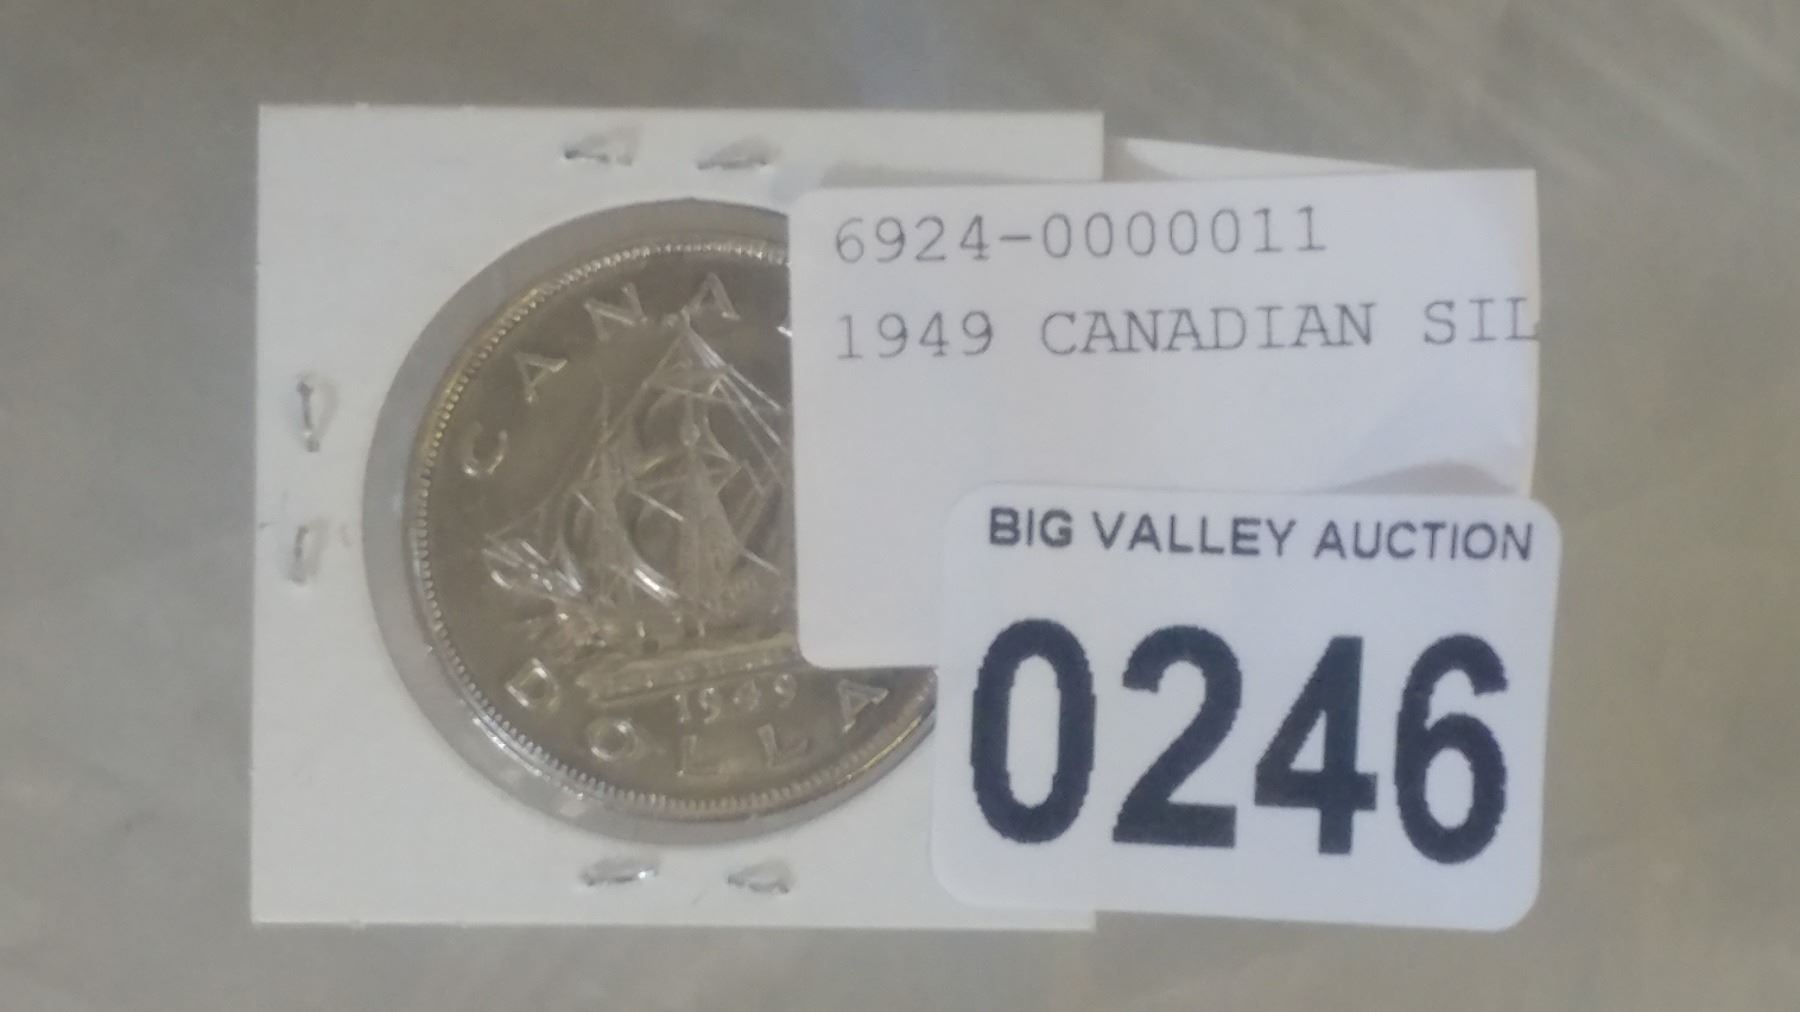 CANA
1949
DOLLA
6924-0000011
1949 CANADIAN SIL
BIG VALLEY AUCTION
0246